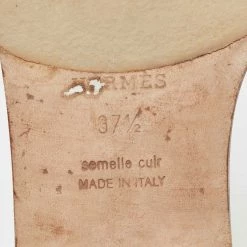 HERMES
37½
semelle cuir
MADE IN ITALY